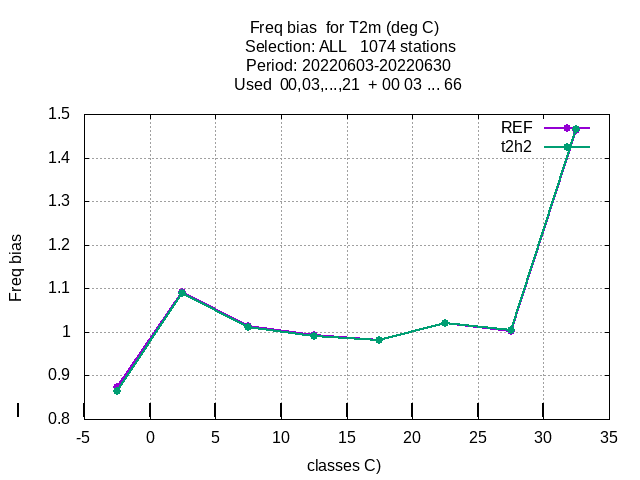 Freq bias  for T2m (deg C)
Selection: ALL   1074 stations
Period: 20220603-20220630
Used  00,03,...,21  + 00 03 ... 66
REF
t2h2
1.5
1.4
1.3
1.2
1.1
1
0.9
0.8
Freq bias
-5 0 5 10 15 20 25 30 35
classes C)